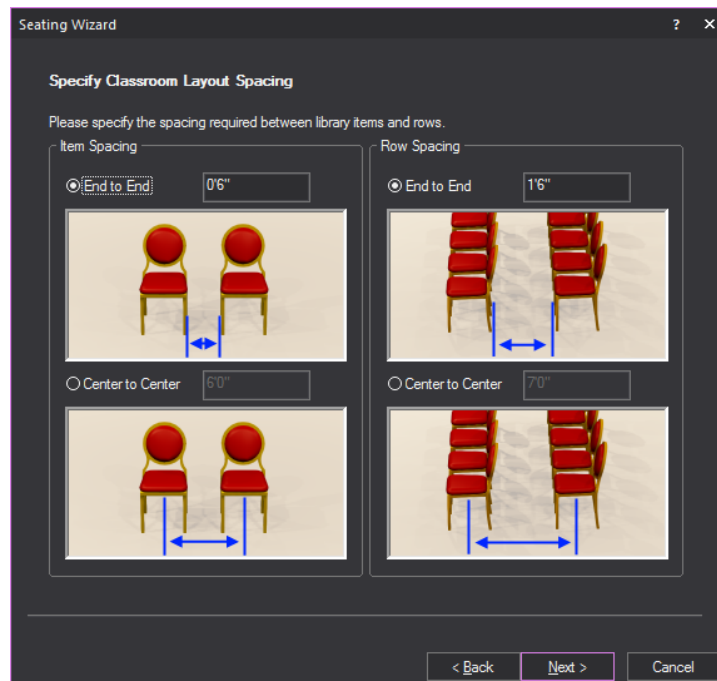 Seating Wizard ? ×
Specify Classroom Layout Spacing
Please specify the spacing required between library items and rows.
Item Spacing
End to End 0'6"
Center to Center 6'0"
Row Spacing
End to End 1'6"
Center to Center 7'0"
< Back Next > Cancel